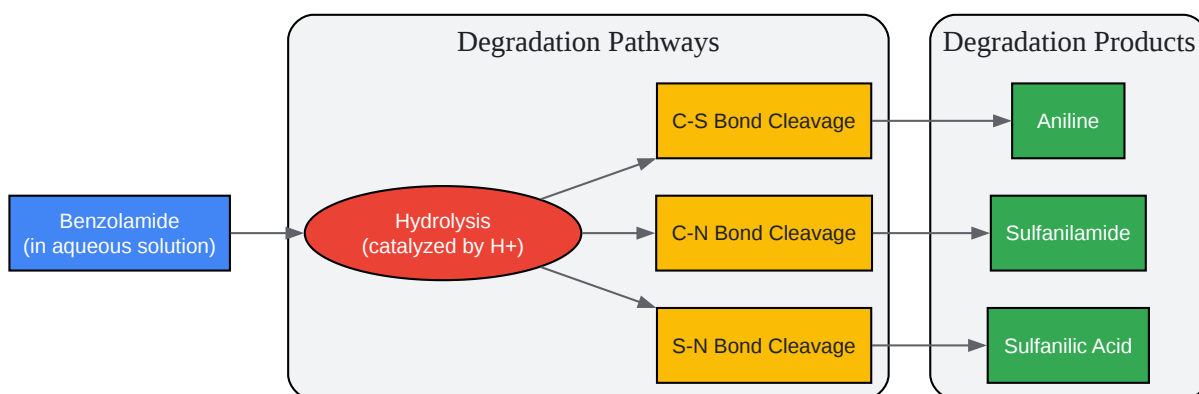 Degradation Pathways
Degradation Products
C-S Bond Cleavage
Aniline
Benzolamide
(in aqueous solution)
Hydrolysis
(catalyzed by H+)
C-N Bond Cleavage
Sulfanilamide
S-N Bond Cleavage
Sulfanilic Acid